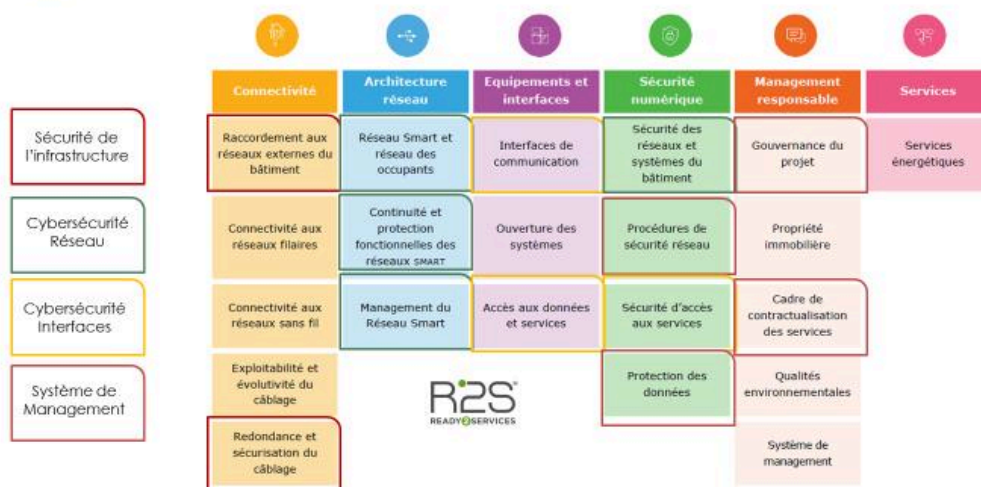 Connectivité
Architecture
réseau
Equipements et
interfaces
Sécurité
numérique
Management
responsable
Services
Sécurité de
l'infrastructure
Raccordement aux
réseaux externes du
bâtiment
Réseau Smart et
réseau des
occupants
Interfaces de
communication
Sécurité des
réseaux et
systèmes du
bâtiment
Gouvernance du
projet
Services
énergétiques
Cybersécurité
Réseau
Connectivité aux
réseaux filaires
Continuité et
protection
fonctionnelles des
réseaux SMART
Ouverture des
systèmes
Procédures de
sécurité réseau
Propriété
immobilière
Cybersécurité
Interfaces
Connectivité aux
réseaux sans fil
Management du
Réseau Smart
Accès aux données
et services
Sécurité d'accès
aux services
Cadre de
contractualisation
des services
Système de
Management
Exploitabilité et
évolutivité du
câblage
R2S
READY2SERVICES
Protection des
données
Qualités
environnementales
Redondance et
sécurisation du
câblage
Système de
management